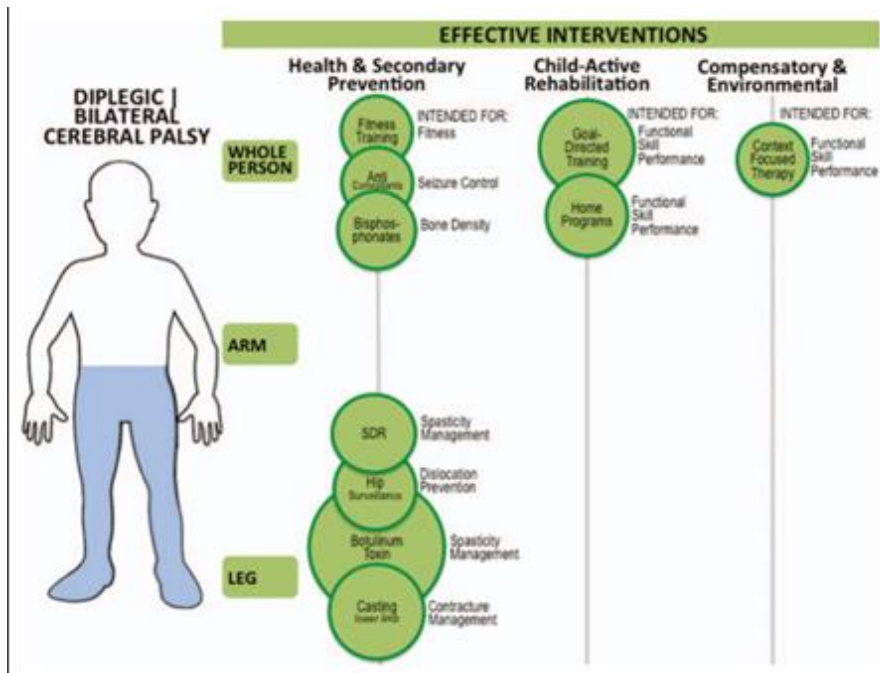 EFFECTIVE INTERVENTIONS
Health & Secondary
Prevention
Child-Active
Rehabilitation
Compensatory &
Environmental
DIPLEGIC |
BILATERAL
CEREBRAL PALSY
WHOLE
PERSON
Fitness
Training
INTENDED FOR:
Fitness
Anti
Seizure Control
Bisphos-
phonates
Bone Density
Goal-
Directed
Training
INTENDED FOR:
Functional
Skill
Performance
Home
Programs
Functional
Skill
Performance
Context
Focused
Therapy
INTENDED FOR:
Functional
Skill
Performance
ARM
SDR
Spasticity
Management
Hip
Surveillance
Dislocation
Prevention
Botulinum
Toxin
Spasticity
Management
LEG
Casting
lower limb
Contracture
Management